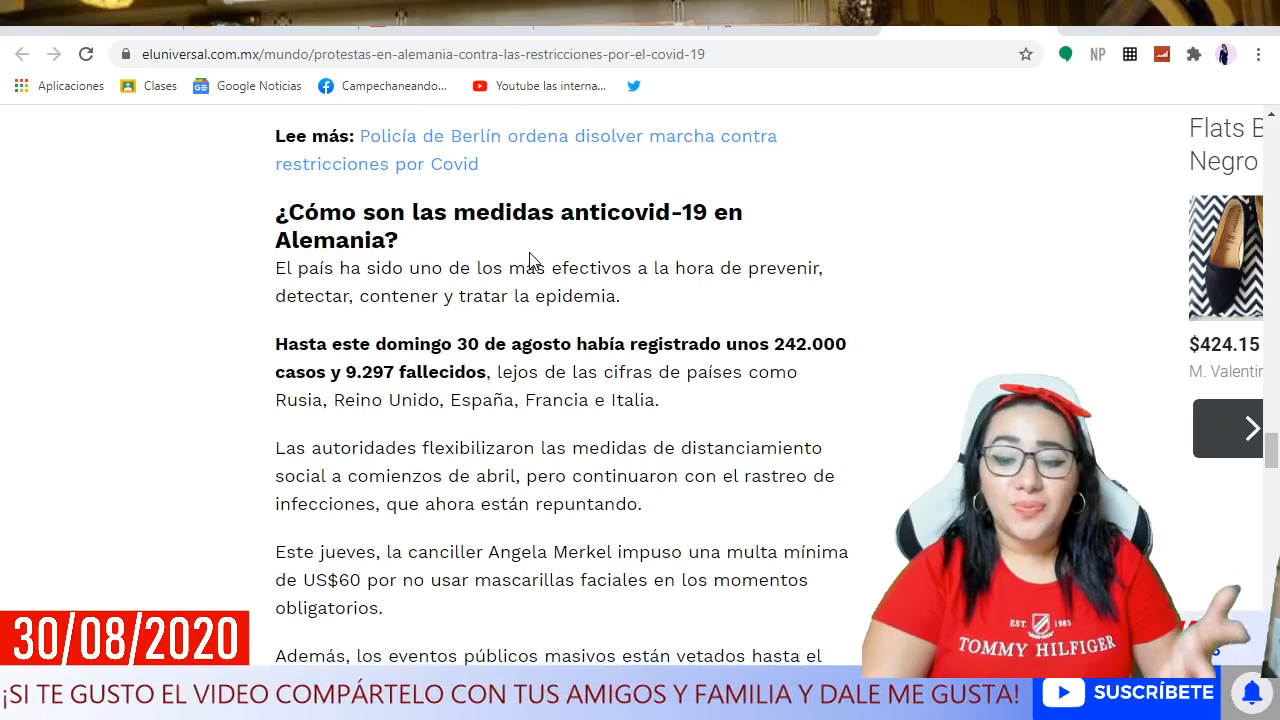 eluniversal.com.mx/mundo/protestas-en-alemania-contra-las-restricciones-por-el-covid-19
NP
Aplicaciones
Clases
Google Noticias
Campechaneando...
Youtube las interna...
Lee más: Policía de Berlín ordena disolver marcha contra
restricciones por Covid
¿Cómo son las medidas anticovid-19 en
Alemania?
El país ha sido uno de los más efectivos a la hora de prevenir,
detectar, contener y tratar la epidemia.
Hasta este domingo 30 de agosto había registrado unos 242.000
casos y 9.297 fallecidos, lejos de las cifras de países como
Rusia, Reino Unido, España, Francia e Italia.
Las autoridades flexibilizaron las medidas de distanciamiento
social a comienzos de abril, pero continuaron con el rastreo de
infecciones, que ahora están repuntando.
Este jueves, la canciller Angela Merkel impuso una multa mínima
de US$60 por no usar mascarillas faciales en los momentos
obligatorios.
Además, los eventos públicos masivos están vetados hasta el
Flats B
Negro
$424.15
M. Valentin
EST. 1985
TOMMY HILFIGER
30/08/2020
¡SI TE GUSTO EL VIDEO COMPÁRTELO CON TUS AMIGOS Y FAMILIA Y DALE ME GUSTA!
SUSCRÍBETE